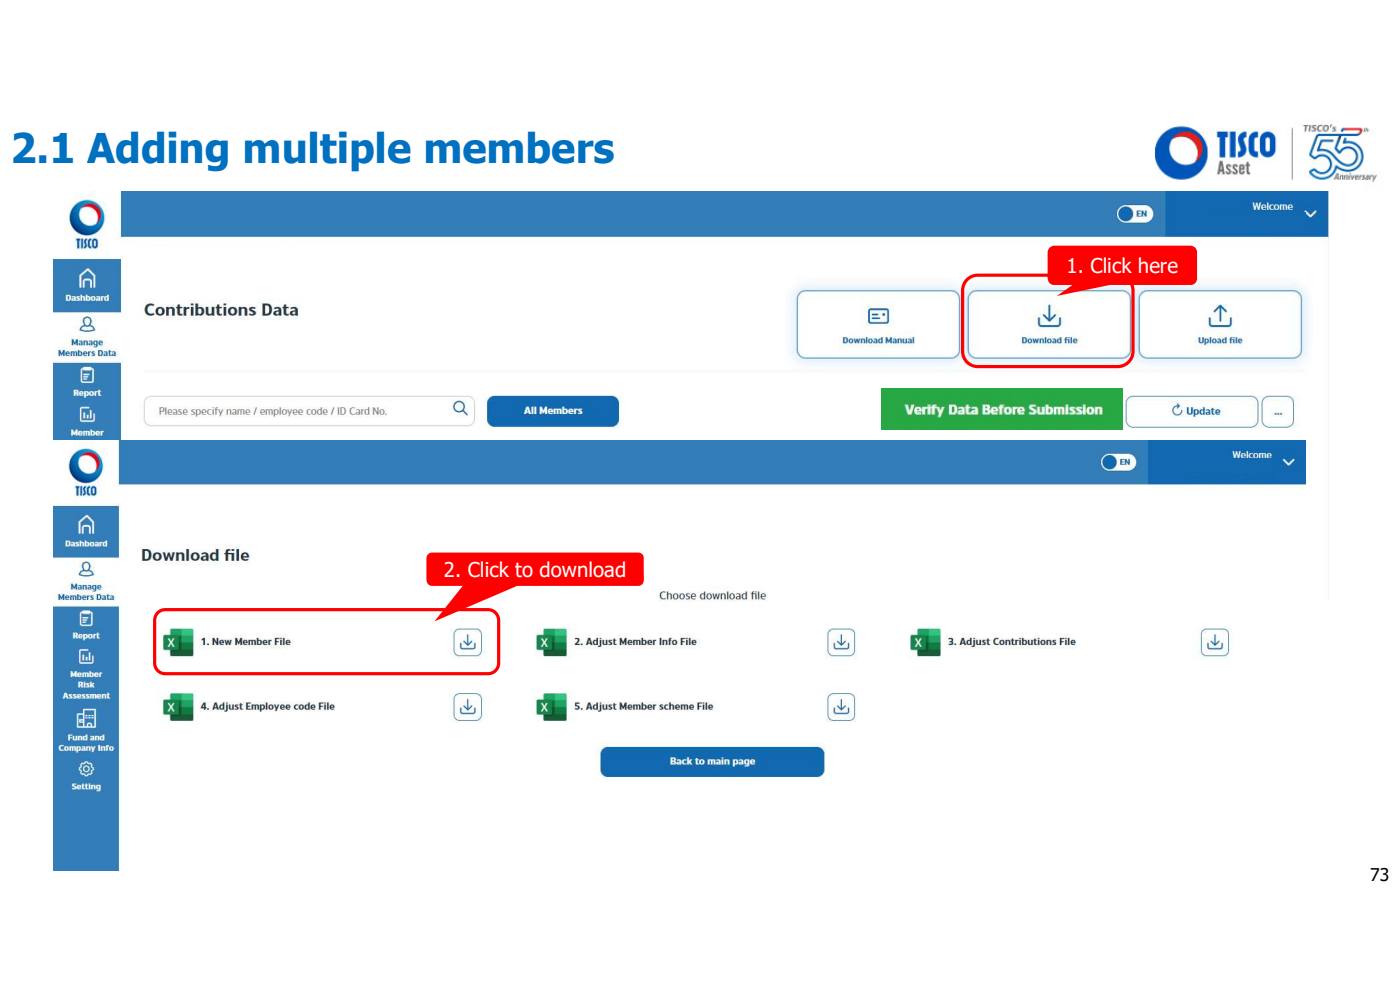 2.1 Adding multiple members
TISCO
Asset
TISCO's
55th
Anniversary
TISCO
EN
Welcome
1. Click here
Dashboard
Manage
Members Data
Report
Member
Contributions Data
Download Manual
Download file
Upload file
Please specify name / employee code / ID Card No.
All Members
Verify Data Before Submission
Update
...
TISCO
EN
Welcome
Dashboard
Manage
Members Data
Report
Member
Risk
Assessment
Fund and
Company Info
Setting
Download file
2. Click to download
Choose download file
1. New Member File
2. Adjust Member Info File
3. Adjust Contributions File
4. Adjust Employee code File
5. Adjust Member scheme File
Back to main page
73